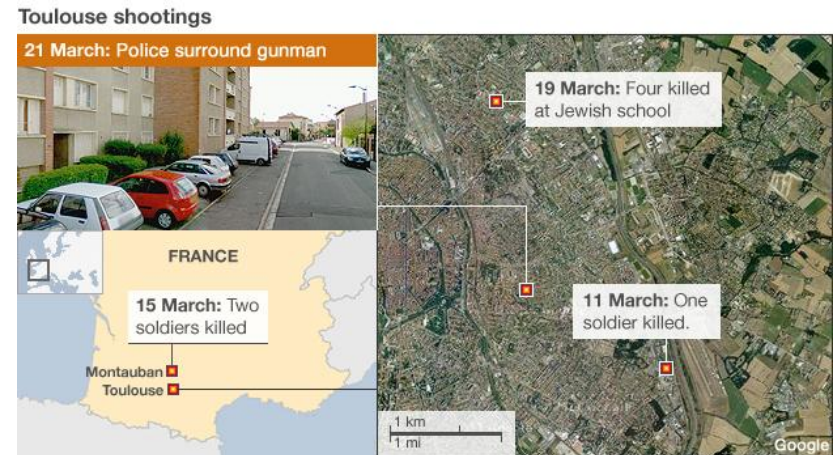 Toulouse shootings
21 March: Police surround gunman
19 March: Four killed
at Jewish school
FRANCE
15 March: Two
soldiers killed
Montauban
Toulouse
11 March: One
soldier killed.
1 km
1 mi
Google